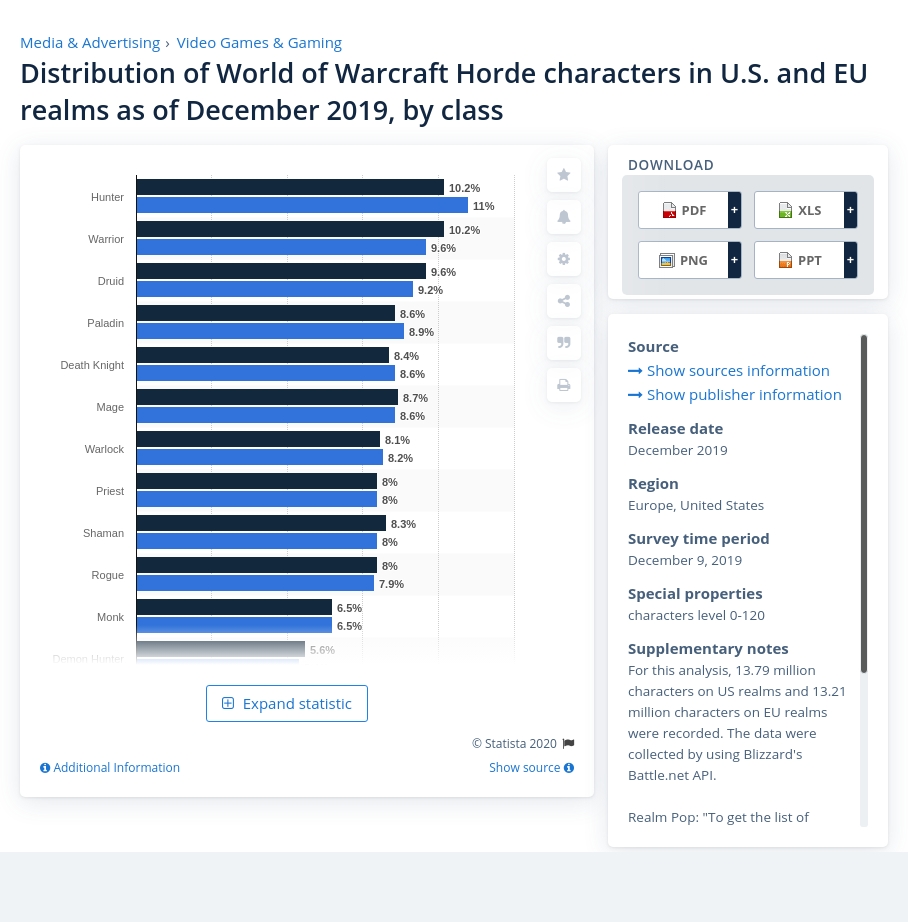 Media & Advertising › Video Games & Gaming
Distribution of World of Warcraft Horde characters in U.S. and EU
realms as of December 2019, by class
Hunter
10.2%
11%
Warrior
10.2%
9.6%
Druid
9.6%
9.2%
Paladin
8.6%
8.9%
Death Knight
8.4%
8.6%
Mage
8.7%
8.6%
Warlock
8.1%
8.2%
Priest
8%
8%
Shaman
8.3%
8%
Rogue
8%
7.9%
Monk
6.5%
6.5%
Demon Hunter
5.6%
Expand statistic
© Statista 2020
Additional Information
Show source
DOWNLOAD
PDF +
XLS +
PNG +
PPT +
Source
Show sources information
Show publisher information
Release date
December 2019
Region
Europe, United States
Survey time period
December 9, 2019
Special properties
characters level 0-120
Supplementary notes
For this analysis, 13.79 million
characters on US realms and 13.21
million characters on EU realms
were recorded. The data were
collected by using Blizzard's
Battle.net API.
Realm Pop: "To get the list of